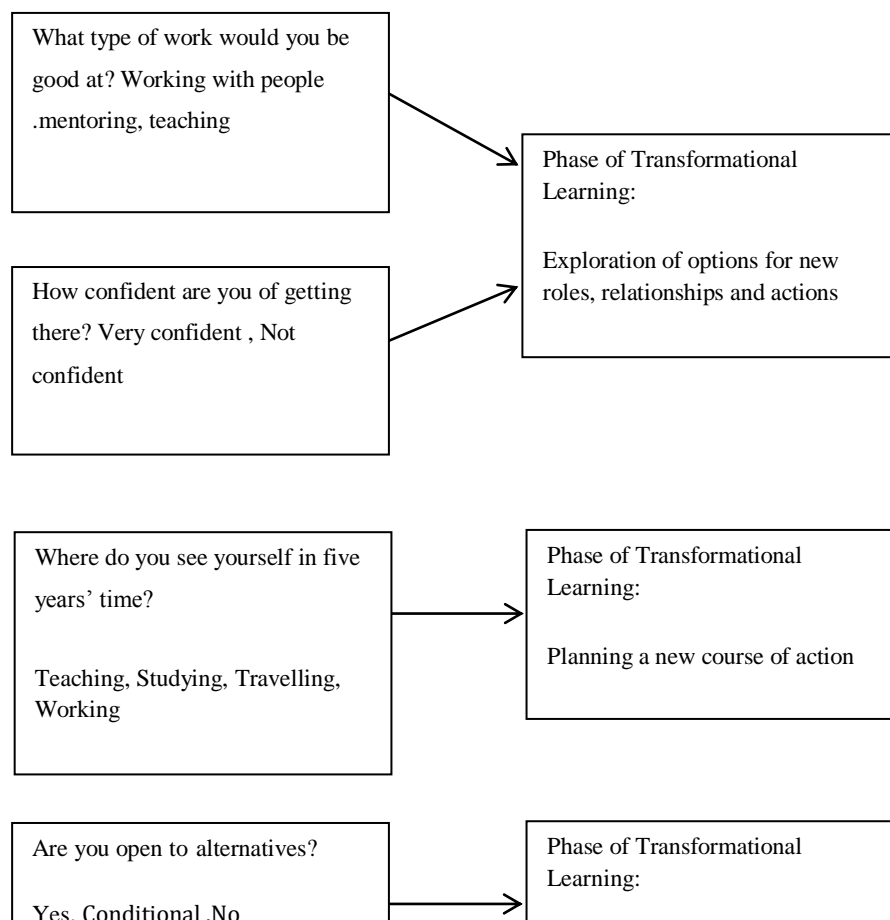 What type of work would you be
good at? Working with people
.mentoring, teaching
Phase of Transformational
Learning:
Exploration of options for new
roles, relationships and actions
How confident are you of getting
there? Very confident , Not
confident
Where do you see yourself in five
years’ time?
Teaching, Studying, Travelling,
Working
Phase of Transformational
Learning:
Planning a new course of action
Are you open to alternatives?
Yes, Conditional ,No
Phase of Transformational
Learning: